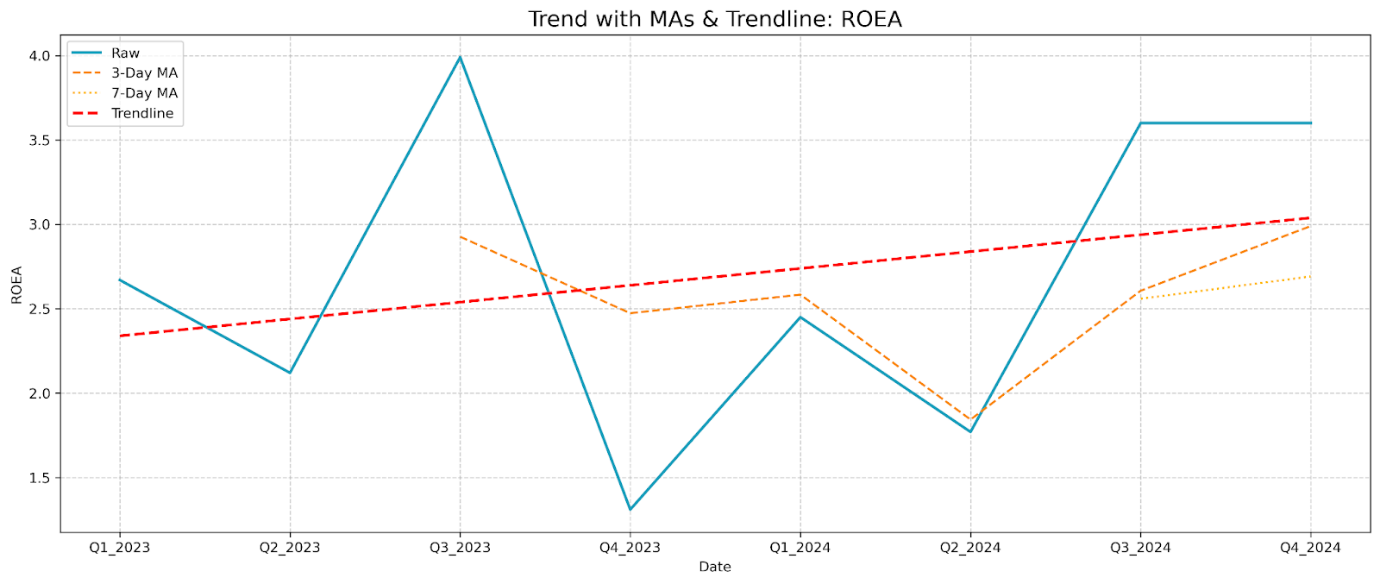 Trend with MAs & Trendline: ROEA
Raw
3-Day MA
7-Day MA
Trendline
4.0
3.5
3.0
2.5
2.0
1.5
ROEA
Q1_2023
Q2_2023
Q3_2023
Q4_2023
Q1_2024
Q2_2024
Q3_2024
Q4_2024
Date